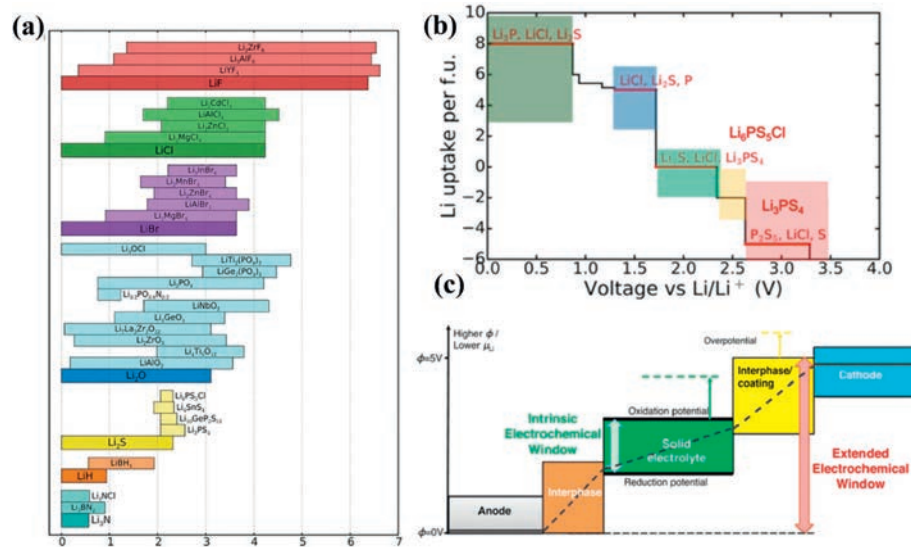 (a)
Li₂ZrF₆
Li₃AlF₆
LiYF₄
LiF
Li₂CdCl₄
LiAlCl₄
Li₂ZnCl₄
Li₂MgCl₄
LiCl
Li₃InBr₆
Li₂MnBr₄
Li₂ZnBr₄
LiAlBr₄
Li₂MgBr₄
LiBr
Li₃OCl
LiTi₂(PO₄)₃
LiGe₂(PO₄)₃
Li₃PO₄
LiNbO₃
Li₄GeO₄
Li₇La₃Zr₂O₁₂
Li₂ZrO₃
Li₄Ti₅O₁₂
LiAlO₂
Li₂O
Li₆PS₅Cl
Li₄SnS₄
Li₁₀GeP₂S₁₂
Li₃PS₄
Li₂S
LiBH₄
LiH
Li₃BN₂
Li₃N
0 1 2 3 4 5 6 7
(b)
Li uptake per f.u.
10
8
6
4
2
0
−2
−4
−6
Li₃P, LiCl, Li₂S
LiCl, Li₂S, P
Li₆PS₅Cl
Li₂S, LiCl, Li₃PS₄
Li₃PS₄
P₂S₅, LiCl, S
0.0 0.5 1.0 1.5 2.0 2.5 3.0 3.5 4.0
Voltage vs Li/Li⁺ (V)
(c)
Higher ϕ/
Lower μLi
ϕ=5V
ϕ=0V
Anode
Interphase
Intrinsic
Electrochemical
Window
Oxidation potential
Solid
electrolyte
Reduction potential
Overpotential
Interphase/
coating
Cathode
Extended
Electrochemical
Window